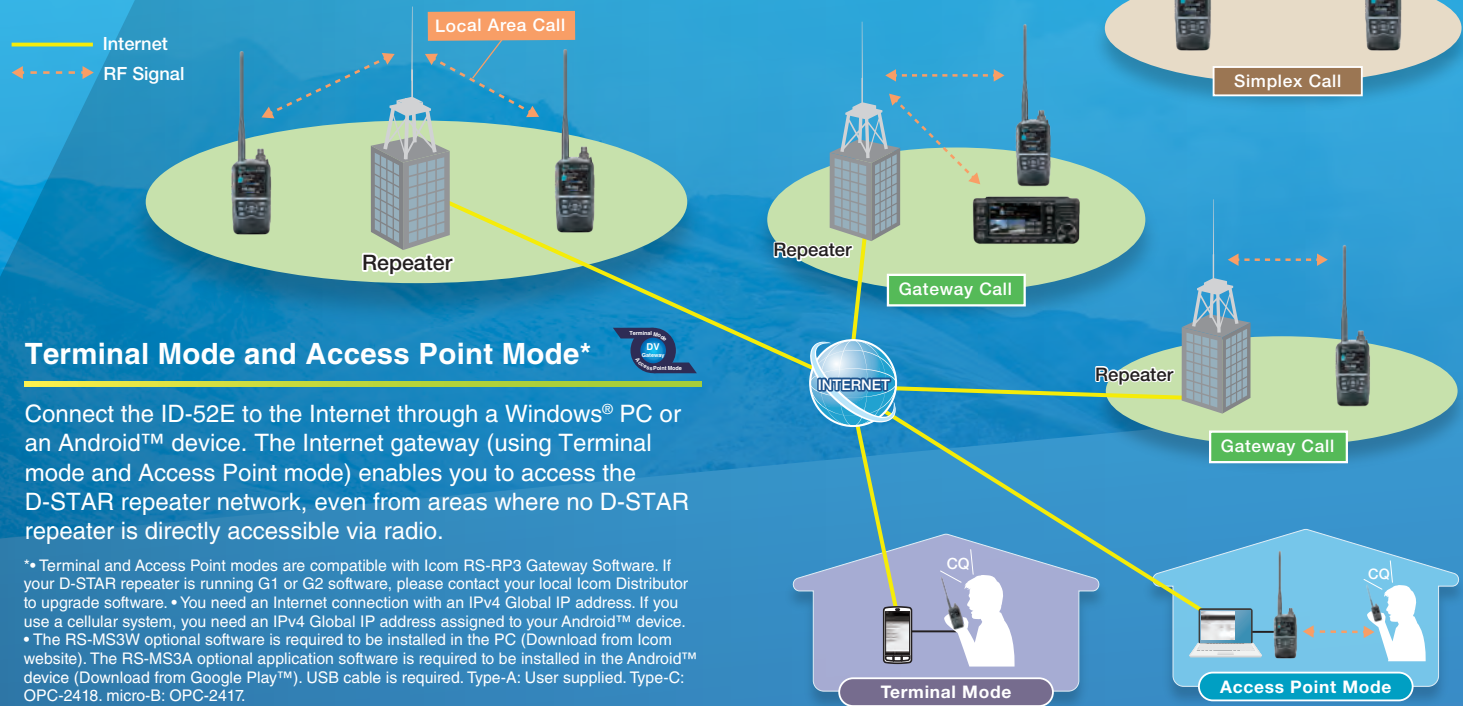 Internet
RF Signal
Local Area Call
Repeater
Simplex Call
Repeater
Gateway Call
Repeater
Gateway Call
INTERNET
Terminal Mode and Access Point Mode*
Terminal Mode
DV
Gateway
Access Point Mode
Connect the ID-52E to the Internet through a Windows® PC or
an Android™ device. The Internet gateway (using Terminal
mode and Access Point mode) enables you to access the
D-STAR repeater network, even from areas where no D-STAR
repeater is directly accessible via radio.
*• Terminal and Access Point modes are compatible with Icom RS-RP3 Gateway Software. If
your D-STAR repeater is running G1 or G2 software, please contact your local Icom Distributor
to upgrade software. • You need an Internet connection with an IPv4 Global IP address. If you
use a cellular system, you need an IPv4 Global IP address assigned to your Android™ device.
• The RS-MS3W optional software is required to be installed in the PC (Download from Icom
website). The RS-MS3A optional application software is required to be installed in the Android™
device (Download from Google Play™). USB cable is required. Type-A: User supplied. Type-C:
OPC-2418. micro-B: OPC-2417.
CQ
Terminal Mode
CQ
Access Point Mode